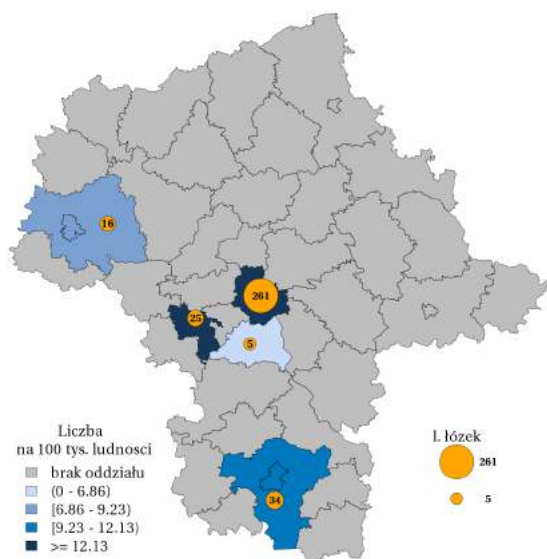 16
261
25
5
34
Liczba
na 100 tys. ludnosci
brak oddziału
(0 - 6.86)
[6.86 - 9.23)
[9.23 - 12.13)
>= 12.13
l. łózek
261
5